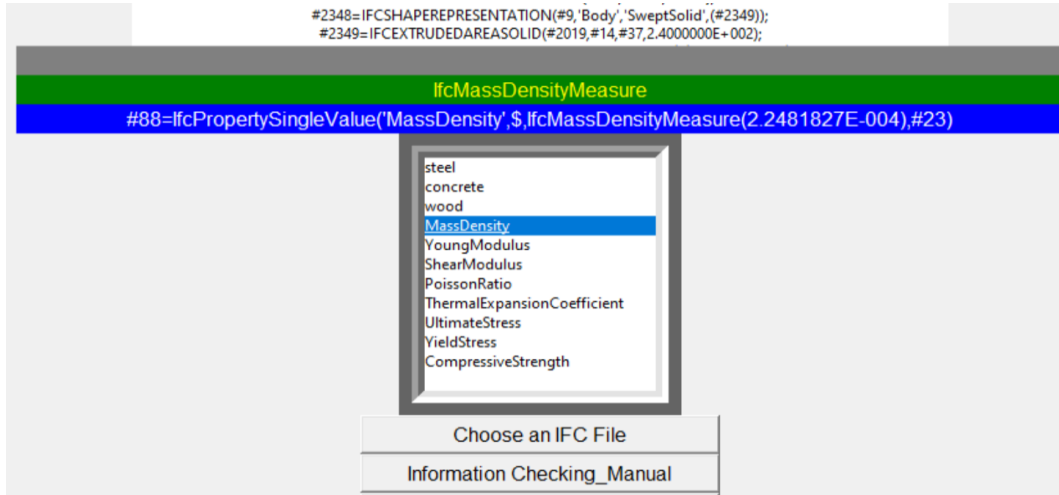 #2348=IFCSHAPEREPRESENTATION(#9,'Body','SweptSolid',(#2349));
#2349=IFCEXTRUDEDAREASOLID(#2019,#14,#37,2.4000000E+002);
IfcMassDensityMeasure
#88=IfcPropertySingleValue('MassDensity',$,IfcMassDensityMeasure(2.2481827E-004),#23)
steel
concrete
wood
MassDensity
YoungModulus
ShearModulus
PoissonRatio
ThermalExpansionCoefficient
UltimateStress
YieldStress
CompressiveStrength
Choose an IFC File
Information Checking_Manual